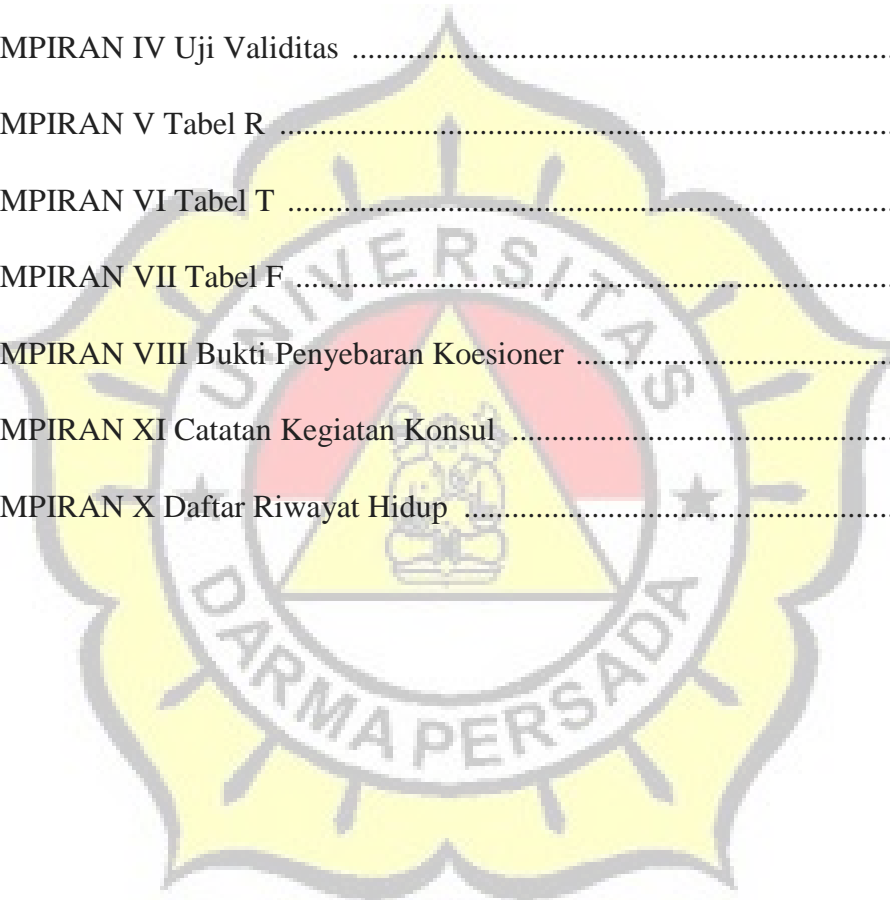 MPIRAN IV Uji Validitas ....................................................................
MPIRAN V Tabel R .............................................................................
MPIRAN VI Tabel T ............................................................................
MPIRAN VII Tabel F ...........................................................................
MPIRAN VIII Bukti Penyebaran Koesioner ........................................
MPIRAN XI Catatan Kegiatan Konsul ................................................
MPIRAN X Daftar Riwayat Hidup ......................................................
UNIVERSITAS
DARMA PERSADA